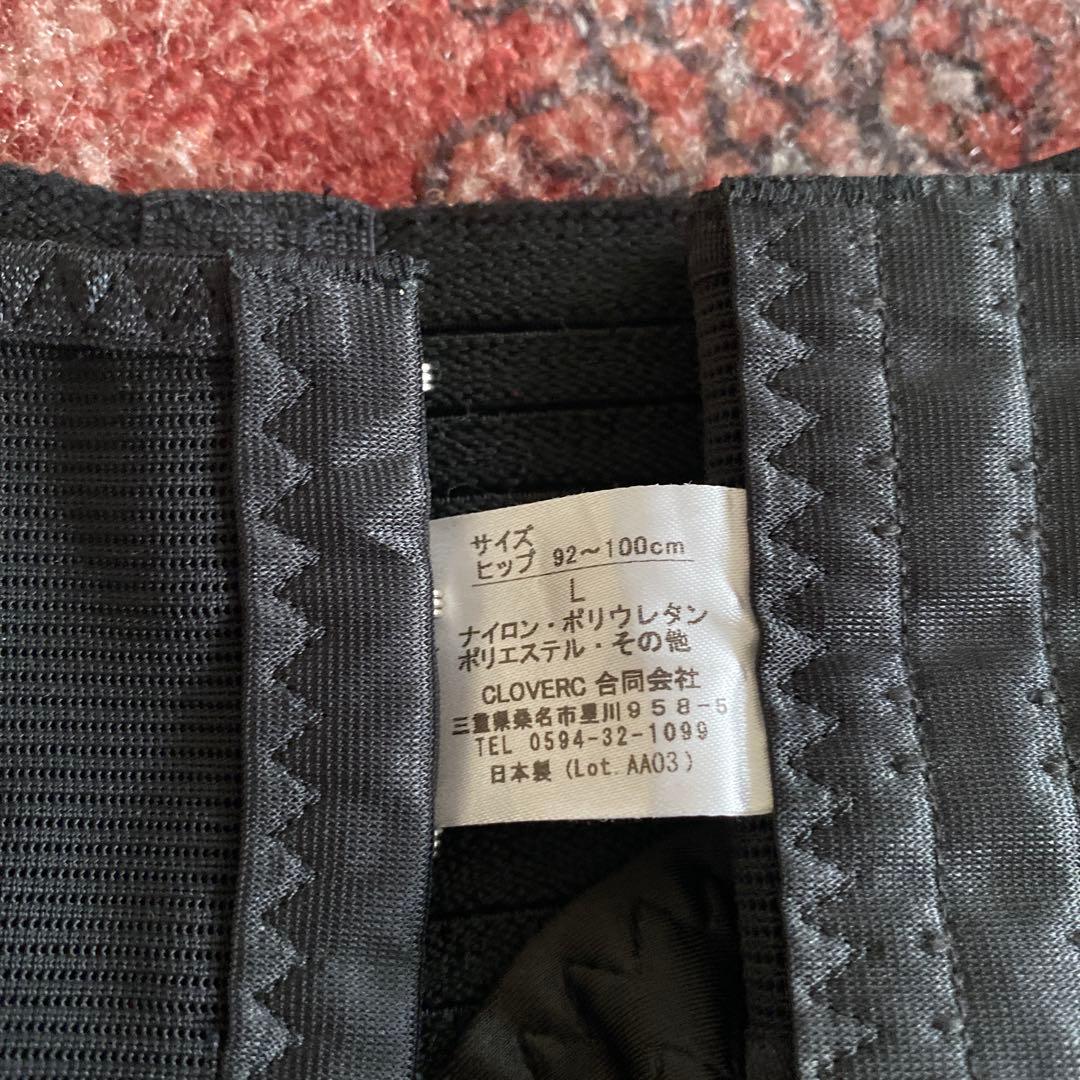 サイズ
ヒップ 92～100cm
L
ナイロン・ポリウレタン
ポリエステル・その他
CLOVERC 合同会社
三重県桑名市星川958-5
TEL 0594-32-1099
日本製 (Lot.AA03)